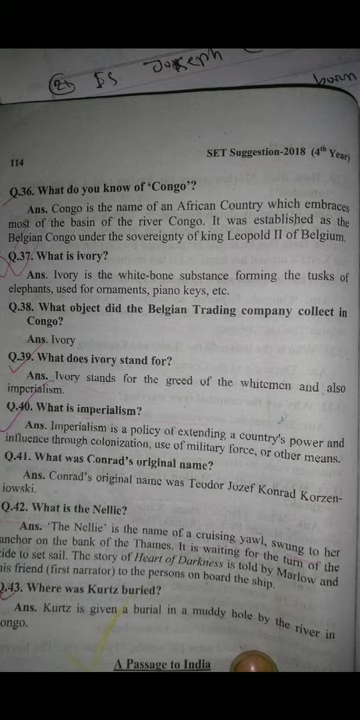 (2) Is Joseph
born
114
SET Suggestion-2018 (4th Year)
Q.36. What do you know of 'Congo'?
Ans. Congo is the name of an African Country which embraces
most of the basin of the river Congo. It was established as the
Belgian Congo under the sovereignty of king Leopold II of Belgium.
Q.37. What is ivory?
Ans. Ivory is the white-bone substance forming the tusks of
elephants, used for ornaments, piano keys, etc.
Q.38. What object did the Belgian Trading company collect in
Congo?
Ans. Ivory
Q.39. What does ivory stand for?
Ans. Ivory stands for the greed of the whitemen and also
imperialism.
Q.40. What is imperialism?
Ans. Imperialism is a policy of extending a country's power and
influence through colonization, use of military force, or other means.
Q.41. What was Conrad's original name?
Ans. Conrad's original name was Teodor Jozef Konrad Korzen-
iowski.
Q.42. What is the Nellie?
Ans. 'The Nellie' is the name of a cruising yawl, swung to her
anchor on the bank of the Thames. It is waiting for the turn of the
tide to set sail. The story of Heart of Darkness is told by Marlow and
his friend (first narrator) to the persons on board the ship.
Q.43. Where was Kurtz buried?
Ans. Kurtz is given a burial in a muddy hole by the river in
ongo.
A Passage to India